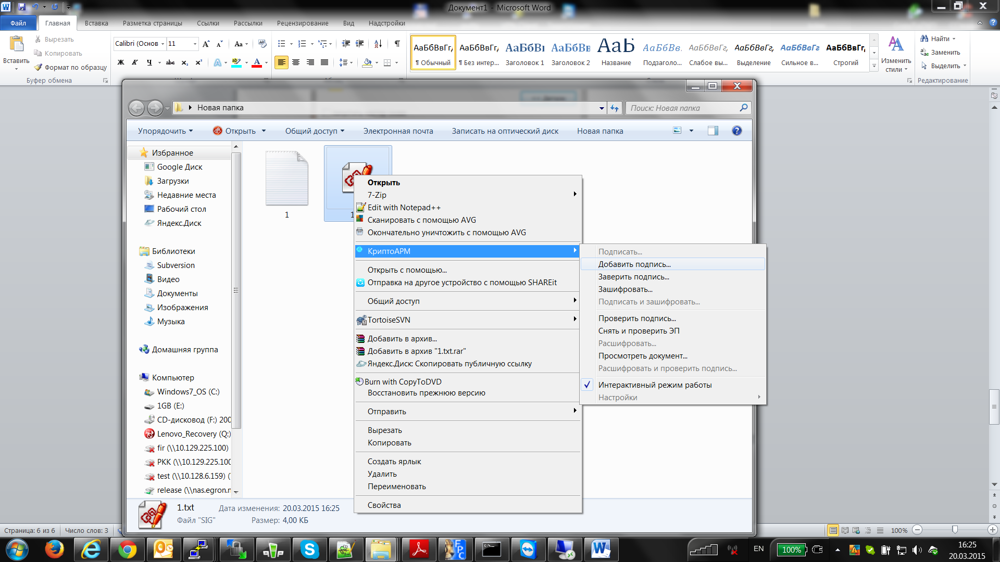 Документ1 - Microsoft Word
Файл
Главная
Вставка
Разметка страницы
Ссылки
Рассылки
Рецензирование
Вид
Надстройки
Вставить
Вырезать
Копировать
Формат по образцу
Буфер обмена
Calibri (Основ
11
Aa
Ж К Ч abc x₂ x²
АаБбВвГг,
АаБбВвГг,
АаБбВı
АаБбВв
АаБ
АаБбВв.
АаБбВвГг,
АаБбВвГг,
АаБбВвГг
АаБбВвГг,
¶ Обычный
¶ Без интер...
Заголовок 1
Заголовок 2
Название
Подзаголо...
Слабое вы...
Выделение
Сильное в...
Строгий
Изменить
стили
Найти
Заменить
Выделить
Редактирование
Новая папка
Поиск: Новая папка
Упорядочить
Открыть
Общий доступ
Электронная почта
Записать на оптический диск
Новая папка
Избранное
Google Диск
Загрузки
Недавние места
Рабочий стол
Яндекс.Диск
Библиотеки
Subversion
Видео
Документы
Изображения
Музыка
Домашняя группа
Компьютер
Windows7_OS (C:)
1GB (E:)
CD-дисковод (F:) 200
Lenovo_Recovery (Q:)
fir (\\10.129.225.100)
PKK (\\10.129.225.100
test (\\10.128.6.159) (
release (\\nas.egron.r
1
1
Открыть
7-Zip
Edit with Notepad++
Сканировать с помощью AVG
Окончательно уничтожить с помощью AVG
КриптоАРМ
Открыть с помощью...
Отправка на другое устройство с помощью SHAREit
Общий доступ
TortoiseSVN
Добавить в архив...
Добавить в архив "1.txt.rar"
Яндекс.Диск: Скопировать публичную ссылку
Burn with CopyToDVD
Восстановить прежнюю версию
Отправить
Вырезать
Копировать
Создать ярлык
Удалить
Переименовать
Свойства
Подписать...
Добавить подпись...
Заверить подпись...
Зашифровать...
Подписать и зашифровать...
Проверить подпись...
Снять и проверить ЭП
Расшифровать...
Просмотреть документ...
Расшифровать и проверить подпись...
Интерактивный режим работы
Настройки
1.txt
Дата изменения: 20.03.2015 16:25
Файл "SIG"
Размер: 4,00 КБ
Страница: 6 из 6
Число слов: 3
100%
EN
100%
16:25
20.03.2015